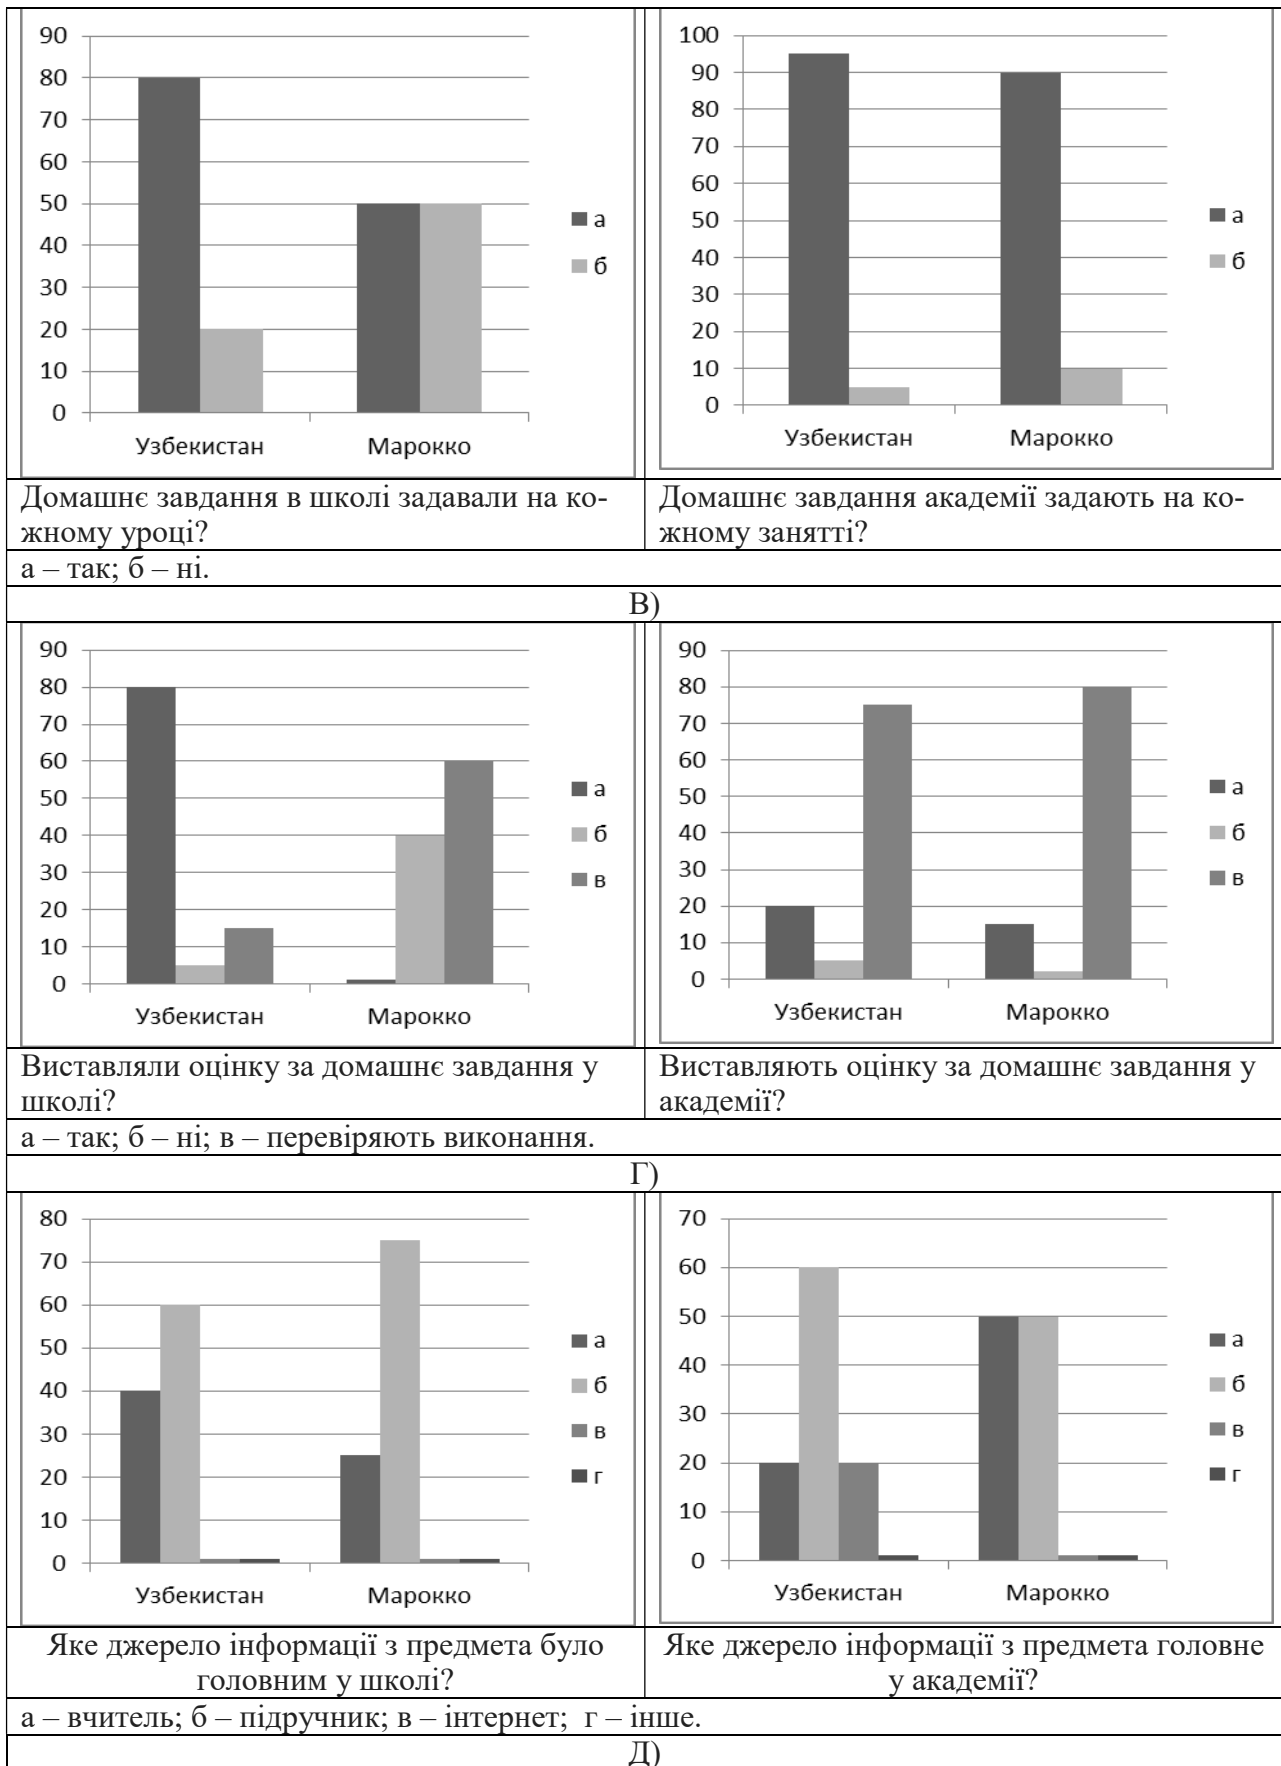 90
80
70
60
50
40
30
20
10
0
Узбекистан Марокко
а
б
100
90
80
70
60
50
40
30
20
10
0
Узбекистан Марокко
а
б
Домашнє завдання в школі задавали на ко-
жному уроці?
Домашнє завдання академії задають на ко-
жному занятті?
а – так; б – ні.
В)
90
80
70
60
50
40
30
20
10
0
Узбекистан Марокко
а
б
в
90
80
70
60
50
40
30
20
10
0
Узбекистан Марокко
а
б
в
Виставляли оцінку за домашнє завдання у
школі?
Виставляють оцінку за домашнє завдання у
академії?
а – так; б – ні; в – перевіряють виконання.
Г)
80
70
60
50
40
30
20
10
0
Узбекистан Марокко
а
б
в
г
70
60
50
40
30
20
10
0
Узбекистан Марокко
а
б
в
г
Яке джерело інформації з предмета було
головним у школі?
Яке джерело інформації з предмета головне
у академії?
а – вчитель; б – підручник; в – інтернет; г – інше.
Д)